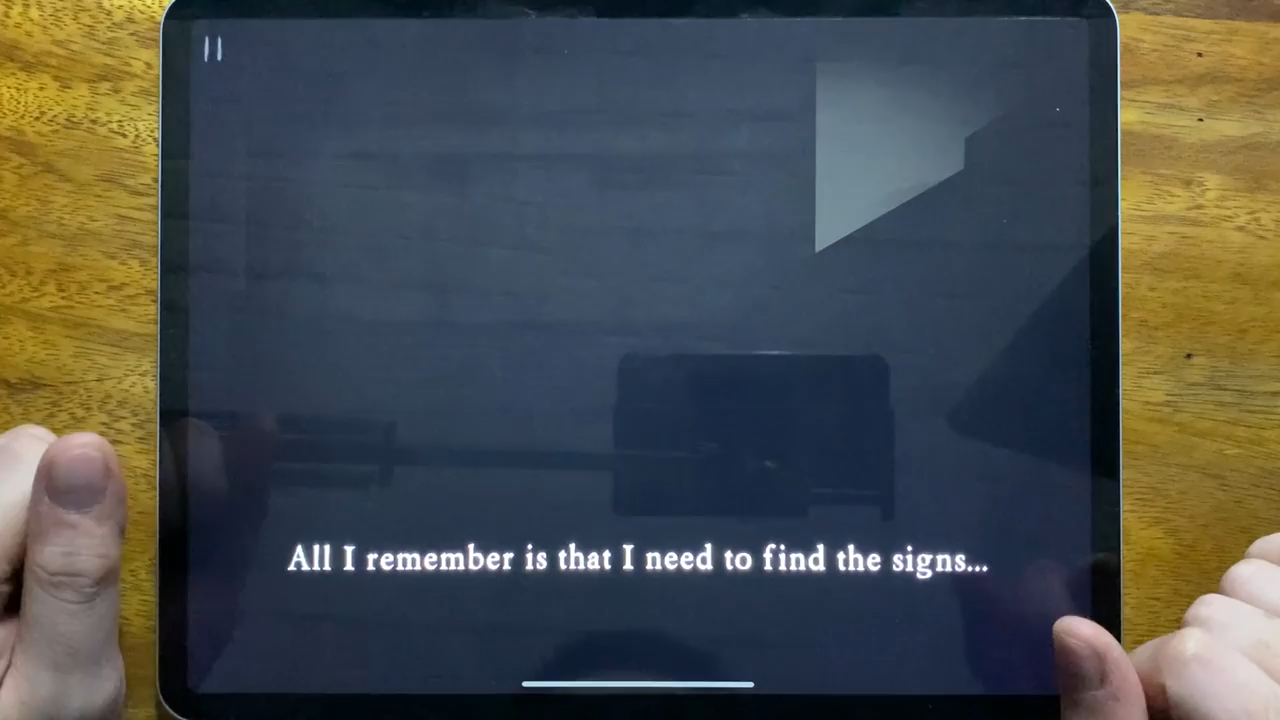 All I remember is that I need to find the signs...